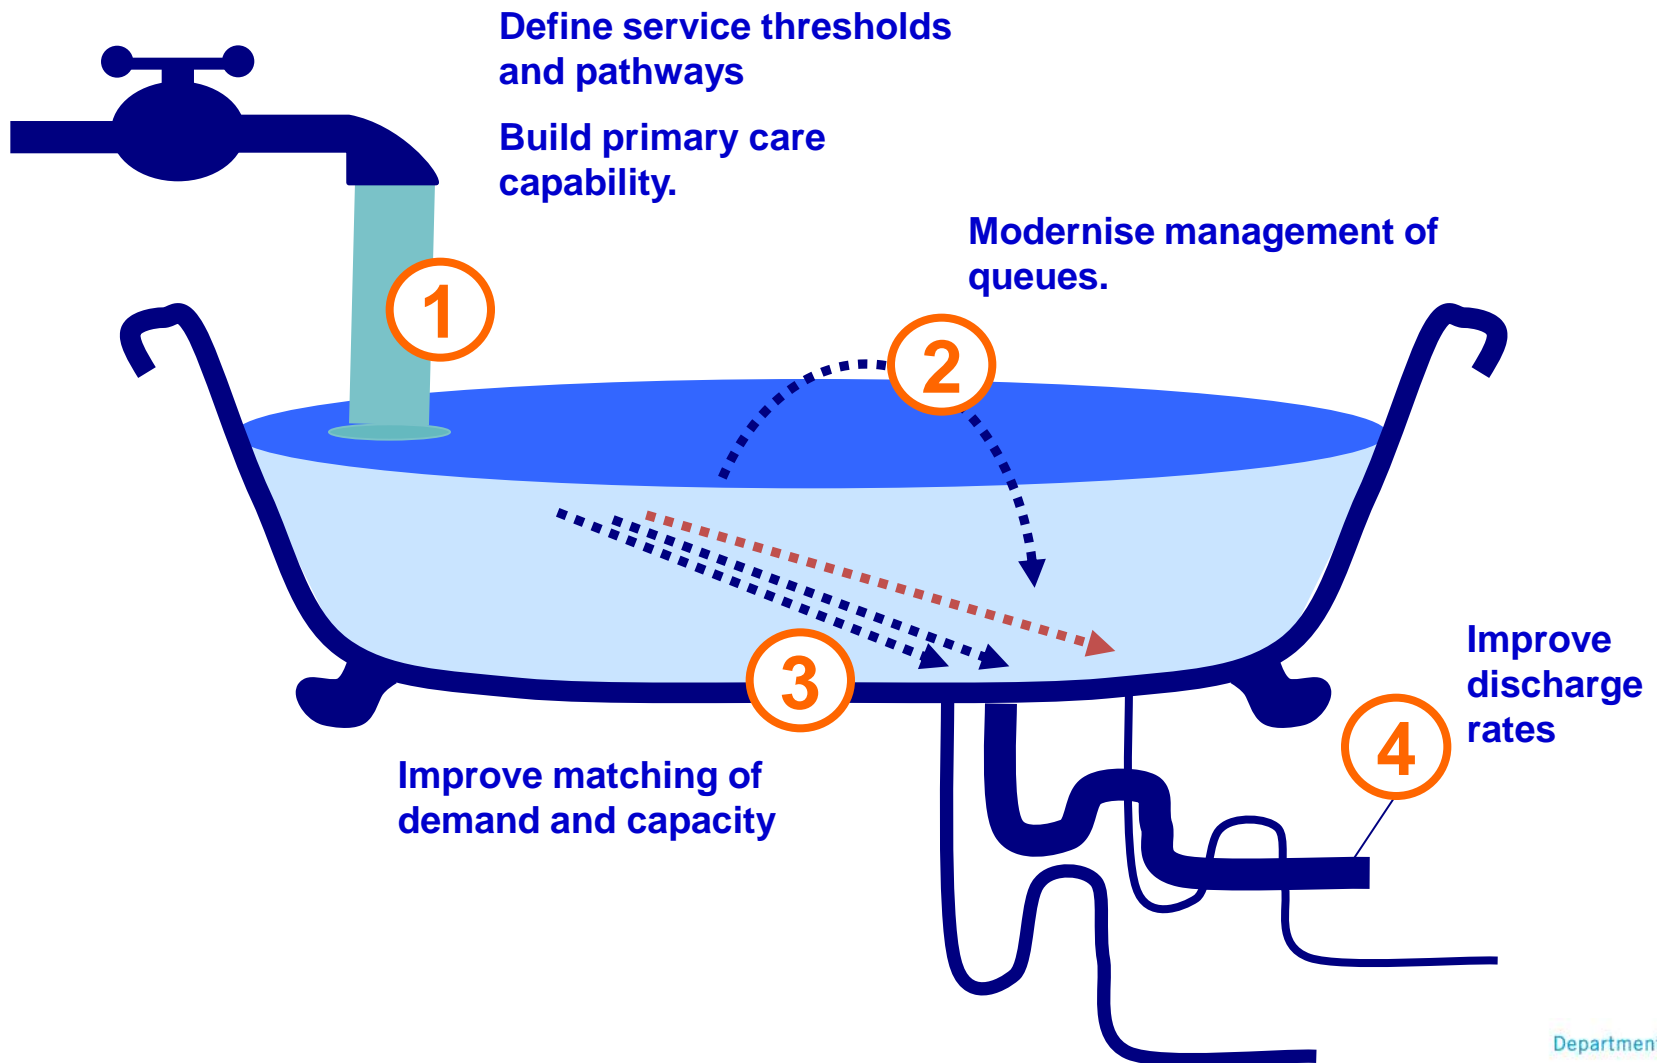 Define service thresholds
and pathways
Build primary care
capability.
Modernise management of
queues.
1
2
3
4
Improve
discharge
rates
Improve matching of
demand and capacity
Department